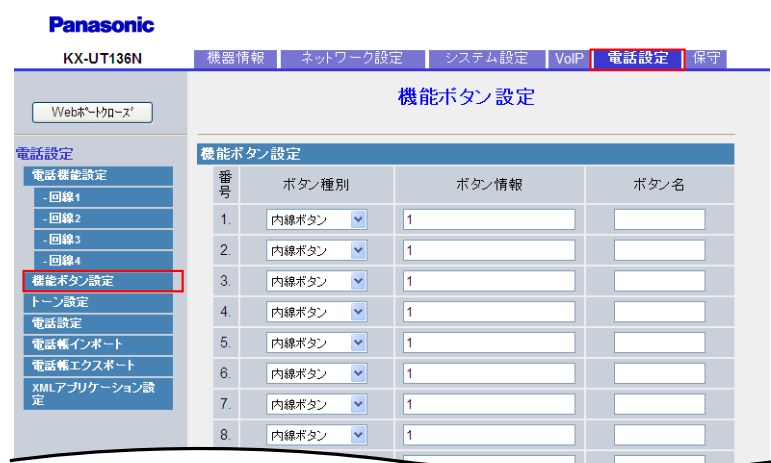 Panasonic
KX-UT136N
機器情報 ネットワーク設定 システム設定 VoIP 電話設定 保守
Webﾎﾟｰﾄｸﾛｰｽﾞ
機能ボタン設定
電話設定
電話機能設定
- 回線1
- 回線2
- 回線3
- 回線4
機能ボタン設定
トーン設定
電話設定
電話帳インポート
電話帳エクスポート
XMLアプリケーション設
定
機能ボタン設定
番号 ボタン種別 ボタン情報 ボタン名
1. 内線ボタン 1
2. 内線ボタン 1
3. 内線ボタン 1
4. 内線ボタン 1
5. 内線ボタン 1
6. 内線ボタン 1
7. 内線ボタン 1
8. 内線ボタン 1